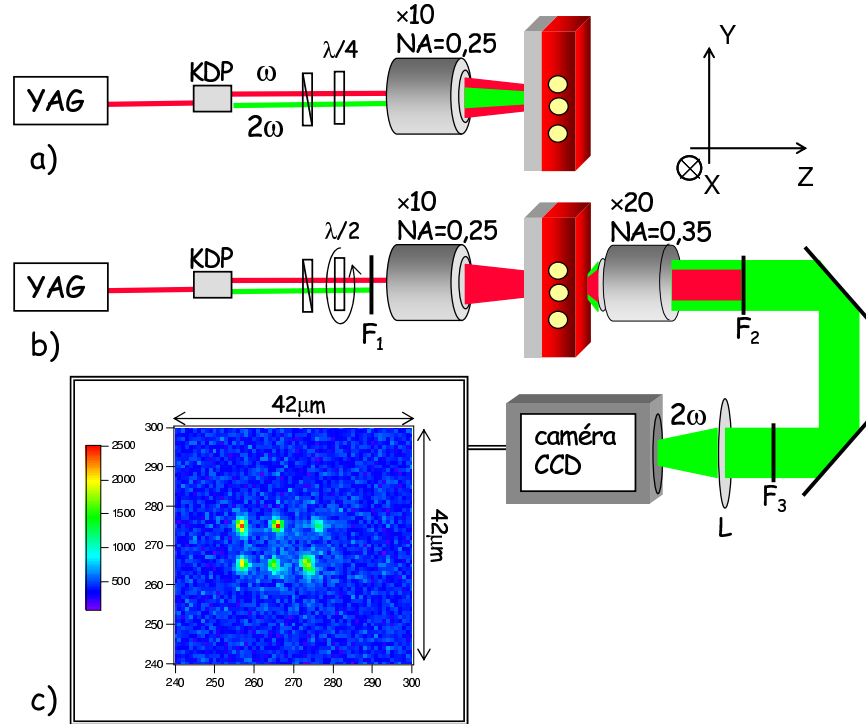 ×10
NA=0,25
λ/4
KDP
ω
2ω
YAG
a)
Y
X
Z
×10
NA=0,25
×20
NA=0,35
λ/2
KDP
YAG
F1
F2
b)
42μm
300
290
280
270
260
250
240
240
250
260
270
280
290
300
2500
2000
1500
1000
500
42μm
caméra
CCD
2ω
L
F3
c)